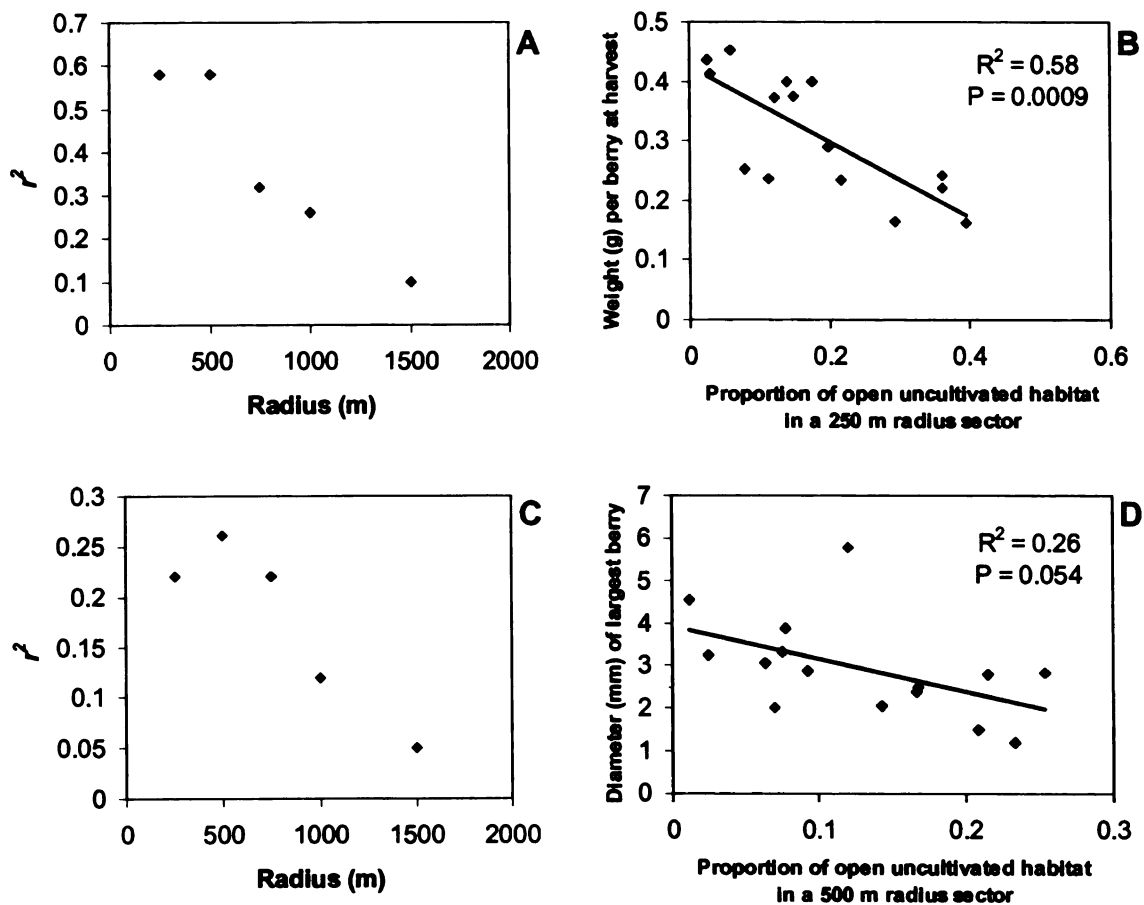 A
r²
0.7
0.6
0.5
0.4
0.3
0.2
0.1
0
0 500 1000 1500 2000
Radius (m)
B
R² = 0.58
P = 0.0009
Weight (g) per berry at harvest
0.5
0.4
0.3
0.2
0.1
0
0 0.2 0.4 0.6
Proportion of open uncultivated habitat
in a 250 m radius sector
C
r²
0.3
0.25
0.2
0.15
0.1
0.05
0
0 500 1000 1500 2000
Radius (m)
D
R² = 0.26
P = 0.054
Diameter (mm) of largest berry
7
6
5
4
3
2
1
0
0 0.1 0.2 0.3
Proportion of open uncultivated habitat
in a 500 m radius sector